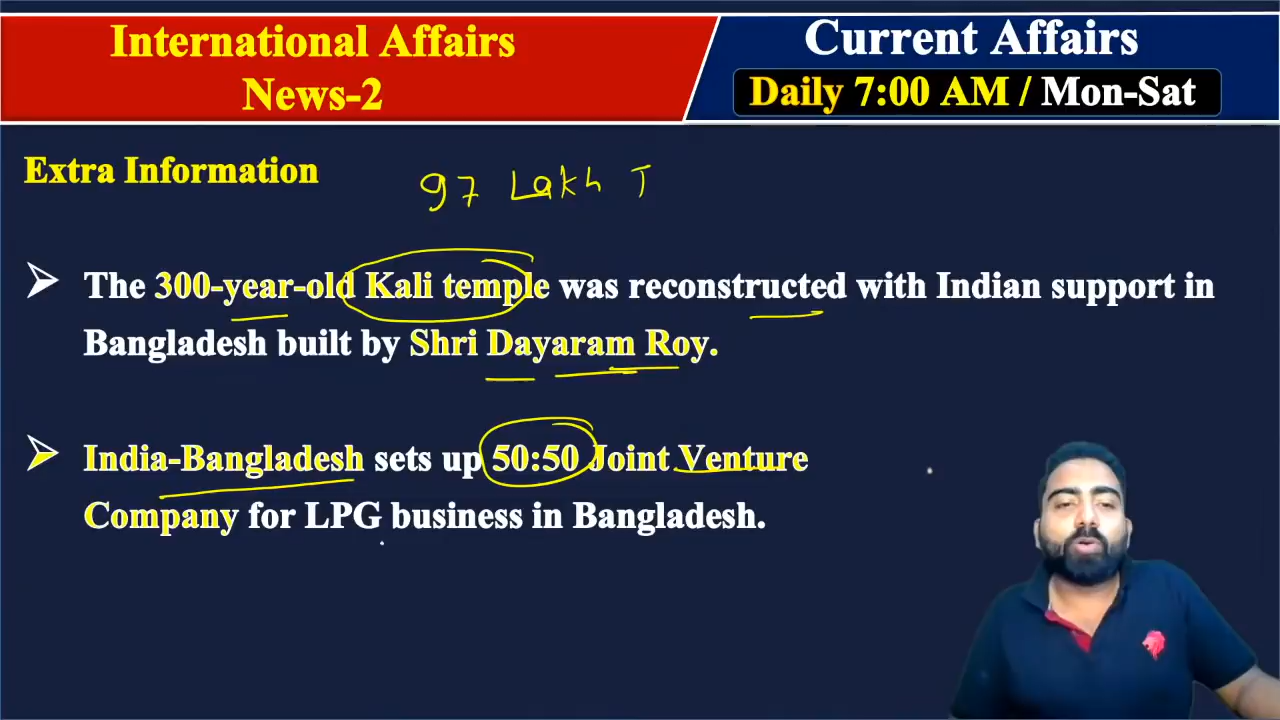 International Affairs
News-2
Current Affairs
Daily 7:00 AM / Mon-Sat
Extra Information
97 Lakh T
The 300-year-old Kali temple was reconstructed with Indian support in
Bangladesh built by Shri Dayaram Roy.
India-Bangladesh sets up 50:50 Joint Venture
Company for LPG business in Bangladesh.